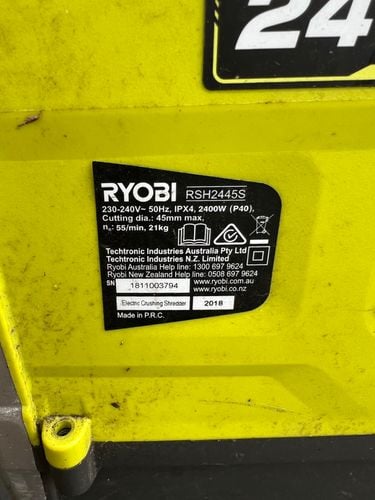 24
RYOBI RSH2445S
230-240V~ 50Hz, IPX4, 2400W (P40),
Cutting dia.: 45mm max,
n₀: 55/min, 21kg
Techtronic Industries Australia Pty Ltd
Techtronic Industries N.Z. Limited
Ryobi Australia Help line: 1300 697 9624
Ryobi New Zealand Help line: 0508 697 9624
www.ryobi.com.au
www.ryobi.co.nz
SN 1811003794
Electric Crushing Shredder 2018
Made in P.R.C.